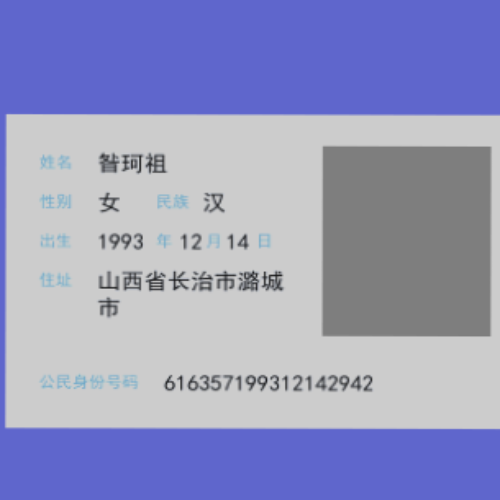 姓名 昝珂祖
性别 女 民族 汉
出生 1993 年 12 月 14 日
住址 山西省长治市潞城
市
公民身份号码 616357199312142942